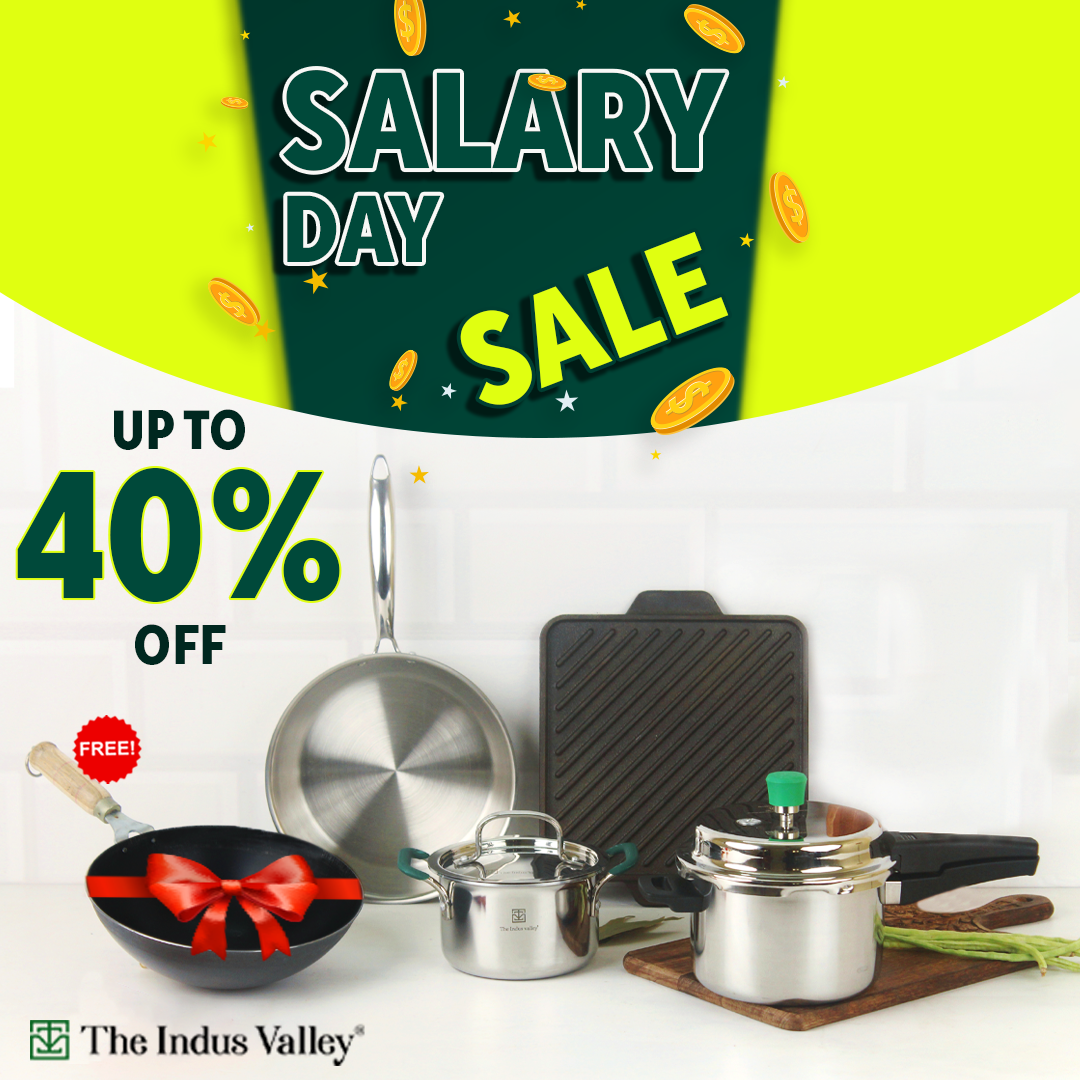 SALARY
DAY
SALE
UP TO
40%
OFF
FREE!
The Indus Valley®
The Indus Valley®